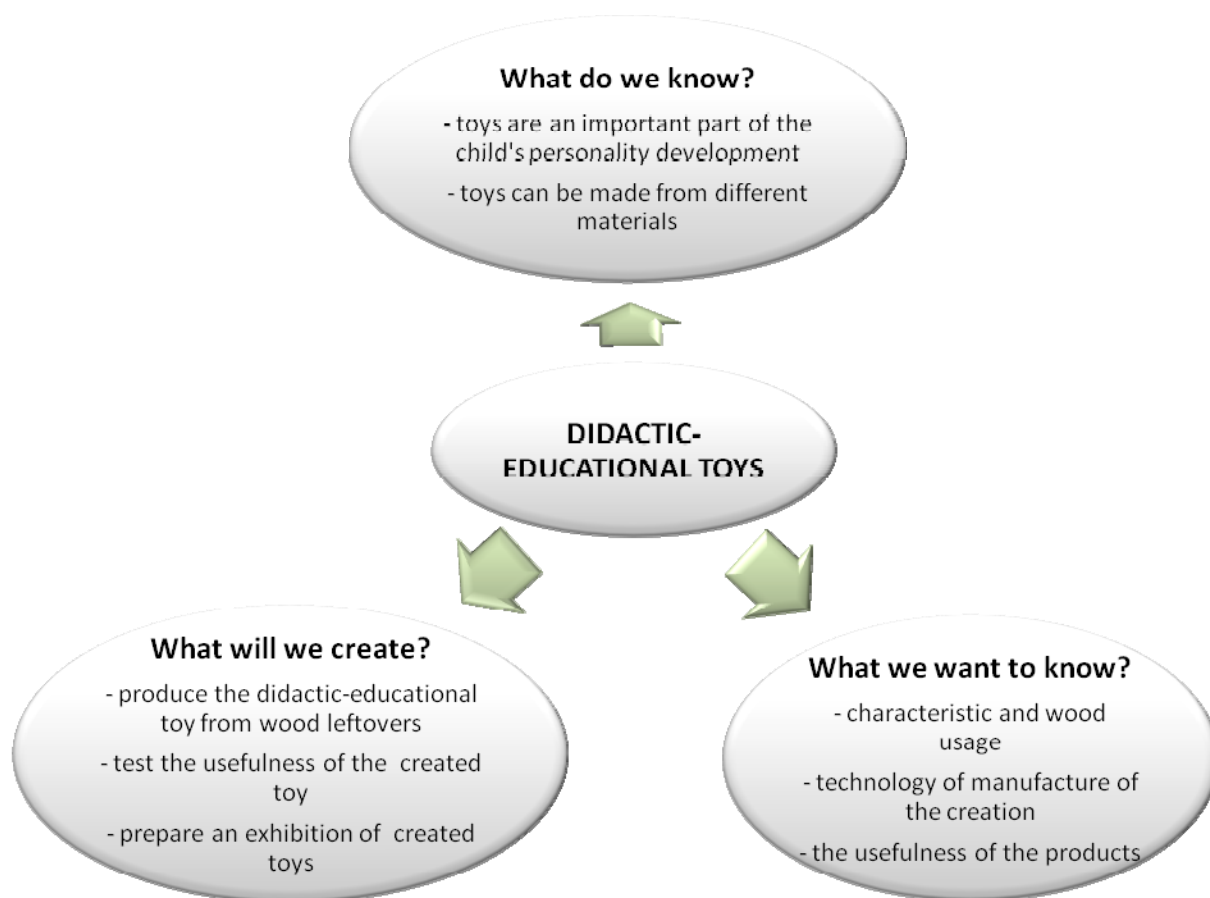 What do we know?
- toys are an important part of the
child's personality development
- toys can be made from different
materials
DIDACTIC-
EDUCATIONAL TOYS
What will we create?
- produce the didactic-educational
toy from wood leftovers
- test the usefulness of the created
toy
- prepare an exhibition of created
toys
What we want to know?
- characteristic and wood
usage
- technology of manufacture of
the creation
- the usefulness of the products